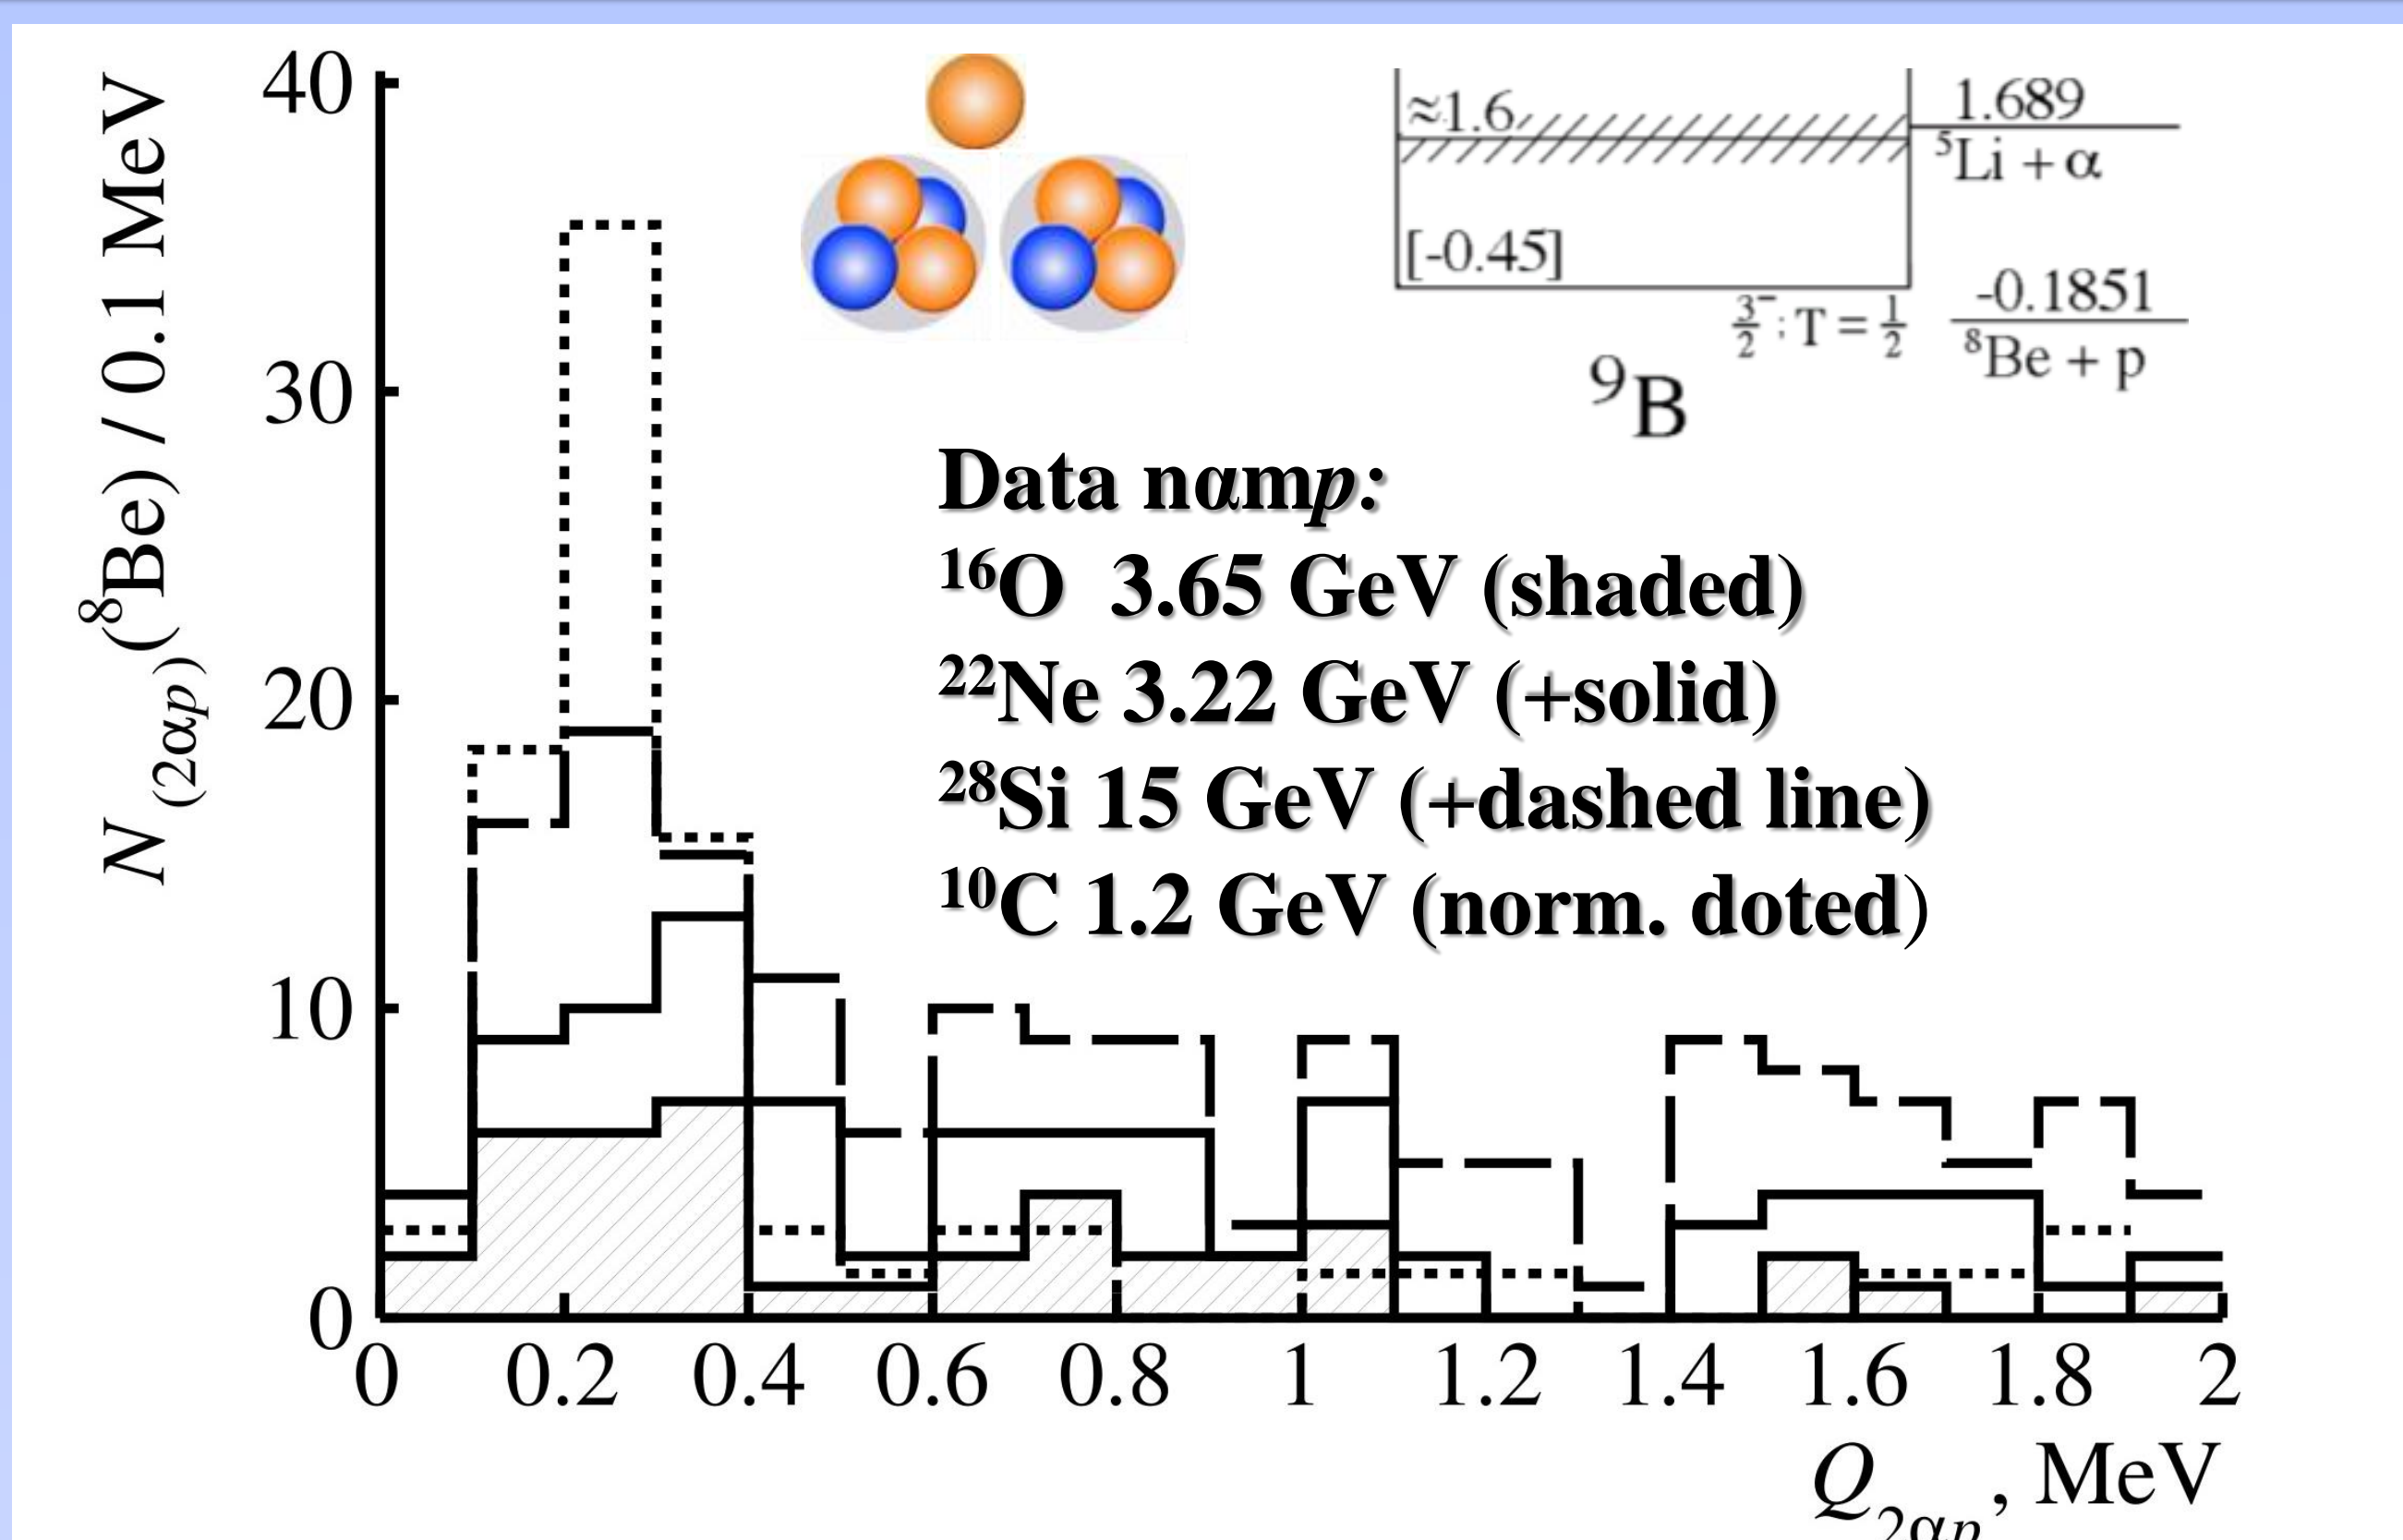 N(2αp)(⁸Be) / 0.1 MeV
40
30
20
10
0
≈1.6
[-0.45]
1.689
⁵Li + α
3/2⁻; T = 1/2
-0.1851
⁸Be + p
⁹B
Data nαmp:
¹⁶O 3.65 GeV (shaded)
²²Ne 3.22 GeV (+solid)
²⁸Si 15 GeV (+dashed line)
¹⁰C 1.2 GeV (norm. doted)
0 0.2 0.4 0.6 0.8 1 1.2 1.4 1.6 1.8 2
Q2αp, MeV